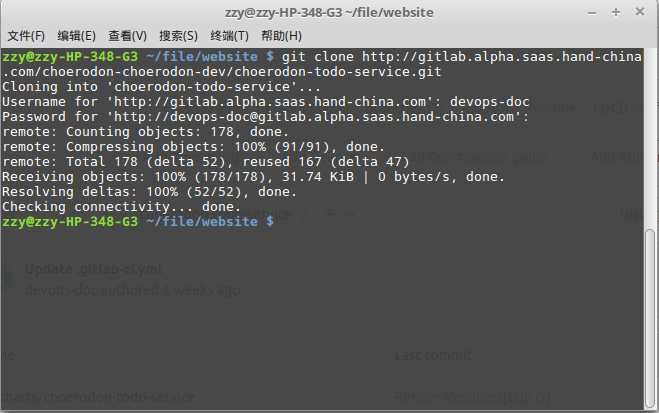 zzy@zzy-HP-348-G3 ~/file/website
文件(F) 编辑(E) 查看(V) 搜索(S) 终端(T) 帮助(H)
zzy@zzy-HP-348-G3 ~/file/website $ git clone http://gitlab.alpha.saas.hand-china
.com/choerodon-choerodon-dev/choerodon-todo-service.git
Cloning into 'choerodon-todo-service'...
Username for 'http://gitlab.alpha.saas.hand-china.com': devops-doc
Password for 'http://devops-doc@gitlab.alpha.saas.hand-china.com':
remote: Counting objects: 178, done.
remote: Compressing objects: 100% (91/91), done.
remote: Total 178 (delta 52), reused 167 (delta 47)
Receiving objects: 100% (178/178), 31.74 KiB | 0 bytes/s, done.
Resolving deltas: 100% (52/52), done.
Checking connectivity... done.
zzy@zzy-HP-348-G3 ~/file/website $
Readme CI/CD co
Add Contribution guide Add Kub
service / + Hist
Update .gitlab-ci.yml
devops-doc authored 2 weeks ago
me Last commit
charts/choerodon-todo-service Render Variables[skip ci]